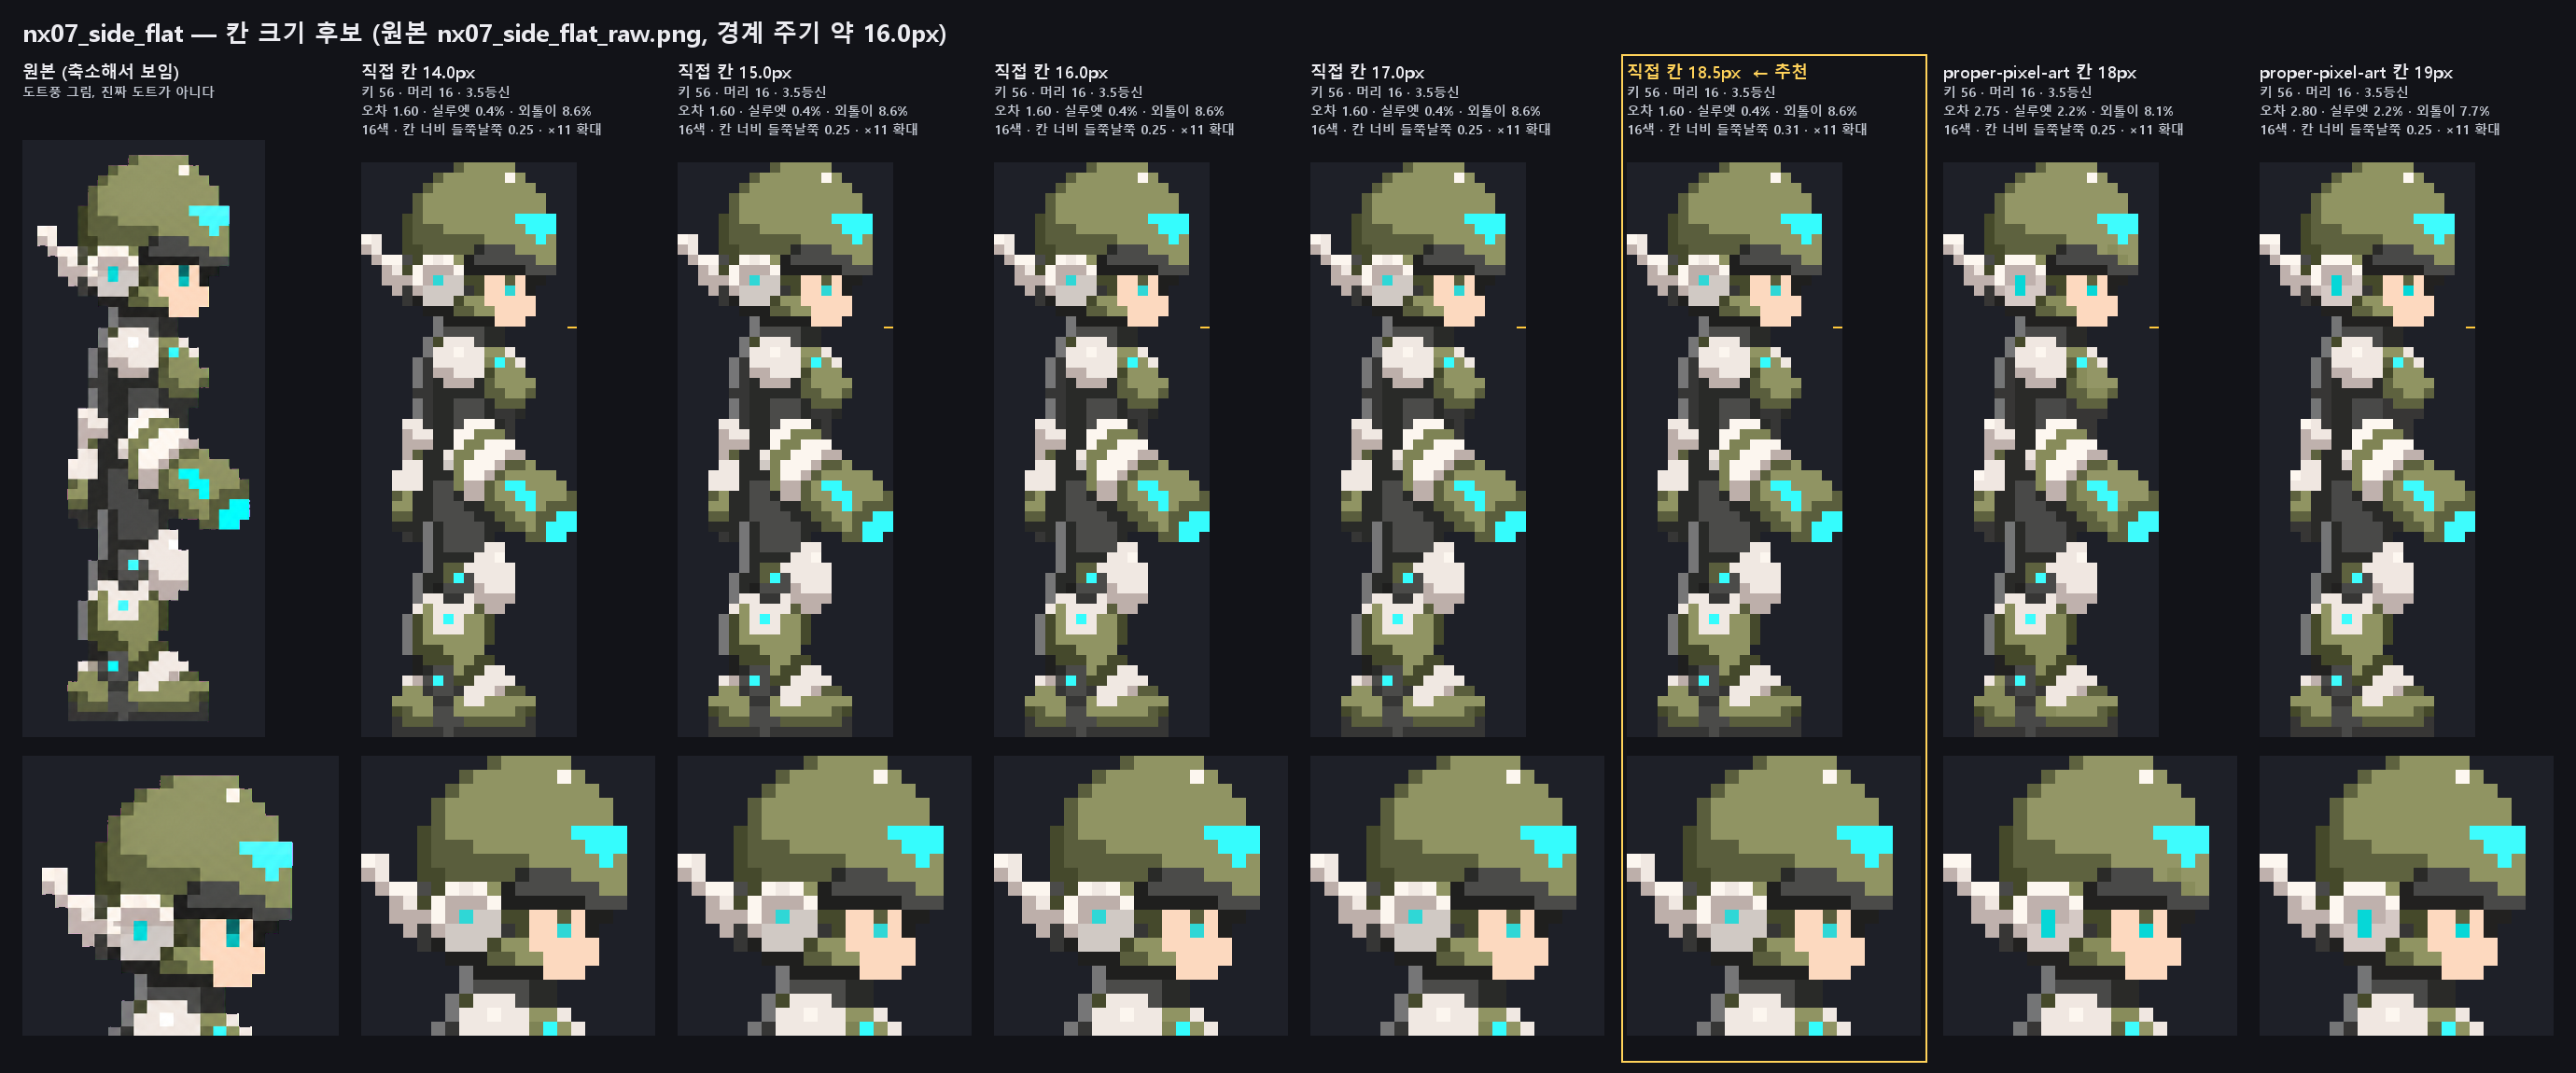 nx07_side_flat — 칸 크기 후보 (원본 nx07_side_flat_raw.png, 경계 주기 약 16.0px)
원본 (축소해서 보임)
도트풍 그림, 진짜 도트가 아니다
직접 칸 14.0px
키 56 · 머리 16 · 3.5등신
오차 1.60 · 실루엣 0.4% · 외톨이 8.6%
16색 · 칸 너비 들쭉날쭉 0.25 · ×11 확대
직접 칸 15.0px
키 56 · 머리 16 · 3.5등신
오차 1.60 · 실루엣 0.4% · 외톨이 8.6%
16색 · 칸 너비 들쭉날쭉 0.25 · ×11 확대
직접 칸 16.0px
키 56 · 머리 16 · 3.5등신
오차 1.60 · 실루엣 0.4% · 외톨이 8.6%
16색 · 칸 너비 들쭉날쭉 0.25 · ×11 확대
직접 칸 17.0px
키 56 · 머리 16 · 3.5등신
오차 1.60 · 실루엣 0.4% · 외톨이 8.6%
16색 · 칸 너비 들쭉날쭉 0.25 · ×11 확대
직접 칸 18.5px ← 추천
키 56 · 머리 16 · 3.5등신
오차 1.60 · 실루엣 0.4% · 외톨이 8.6%
16색 · 칸 너비 들쭉날쭉 0.31 · ×11 확대
proper-pixel-art 칸 18px
키 56 · 머리 16 · 3.5등신
오차 2.75 · 실루엣 2.2% · 외톨이 8.1%
16색 · 칸 너비 들쭉날쭉 0.25 · ×11 확대
proper-pixel-art 칸 19px
키 56 · 머리 16 · 3.5등신
오차 2.80 · 실루엣 2.2% · 외톨이 7.7%
16색 · 칸 너비 들쭉날쭉 0.25 · ×11 확대